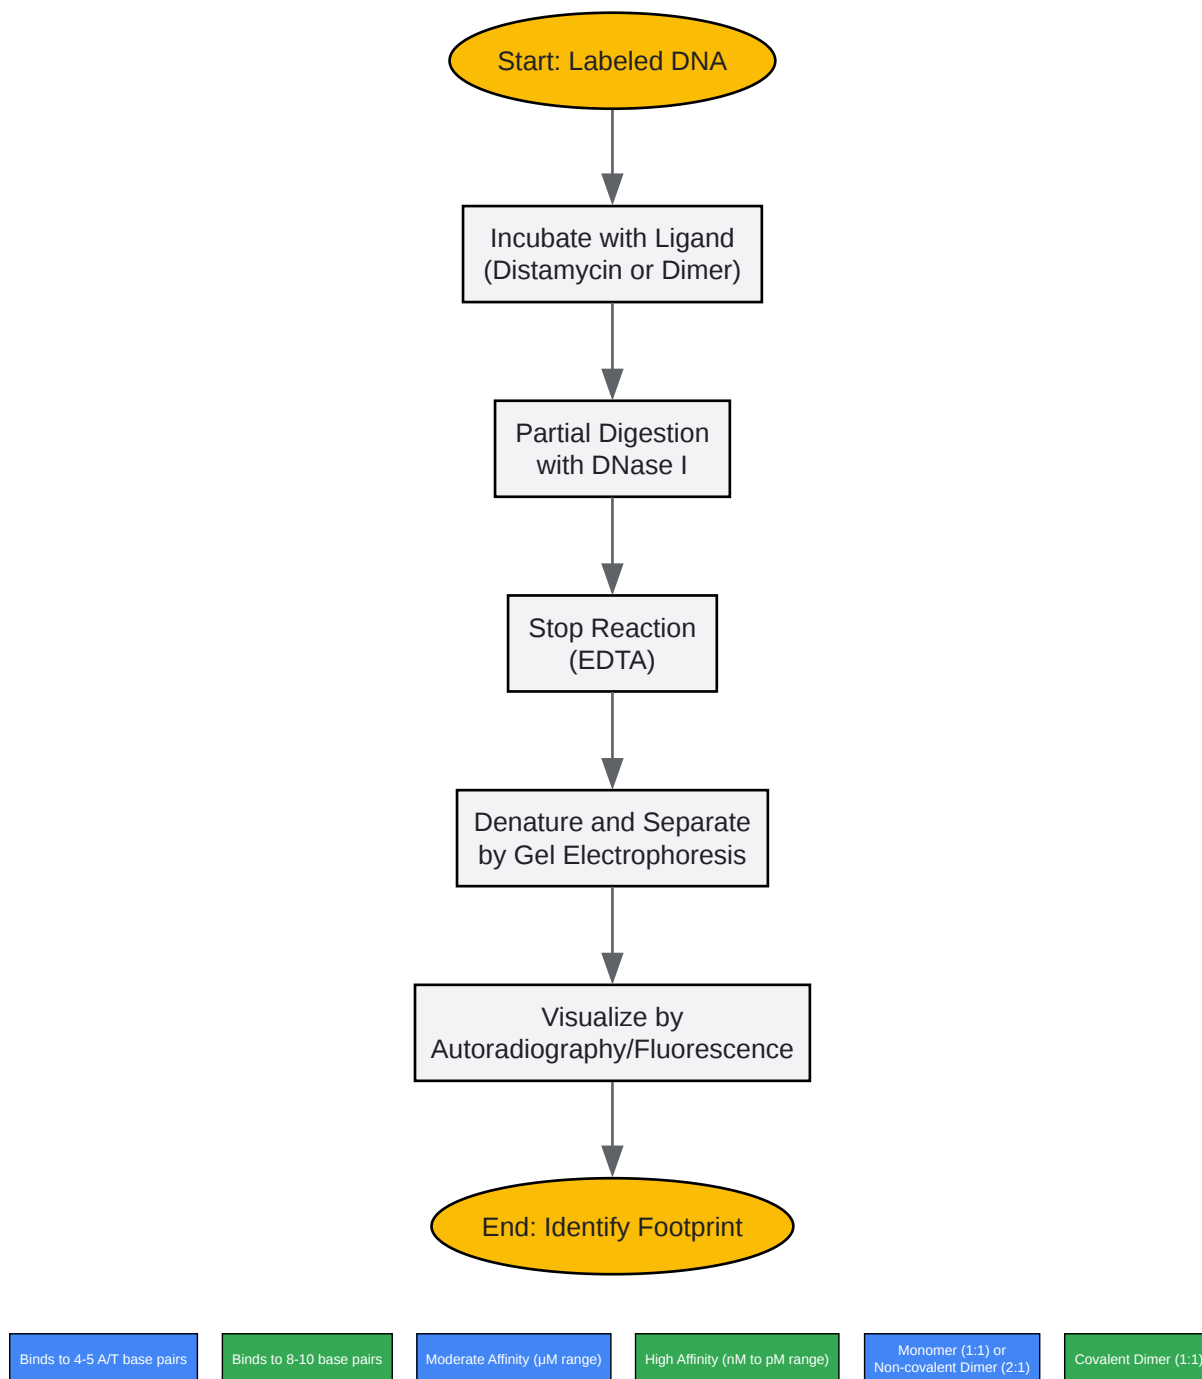 Start: Labeled DNA
Incubate with Ligand
(Distamycin or Dimer)
Partial Digestion
with DNase I
Stop Reaction
(EDTA)
Denature and Separate
by Gel Electrophoresis
Visualize by
Autoradiography/Fluorescence
End: Identify Footprint
Binds to 4-5 A/T base pairs
Binds to 8-10 base pairs
Moderate Affinity (μM range)
High Affinity (nM to pM range)
Monomer (1:1) or
Non-covalent Dimer (2:1)
Covalent Dimer (1:1)